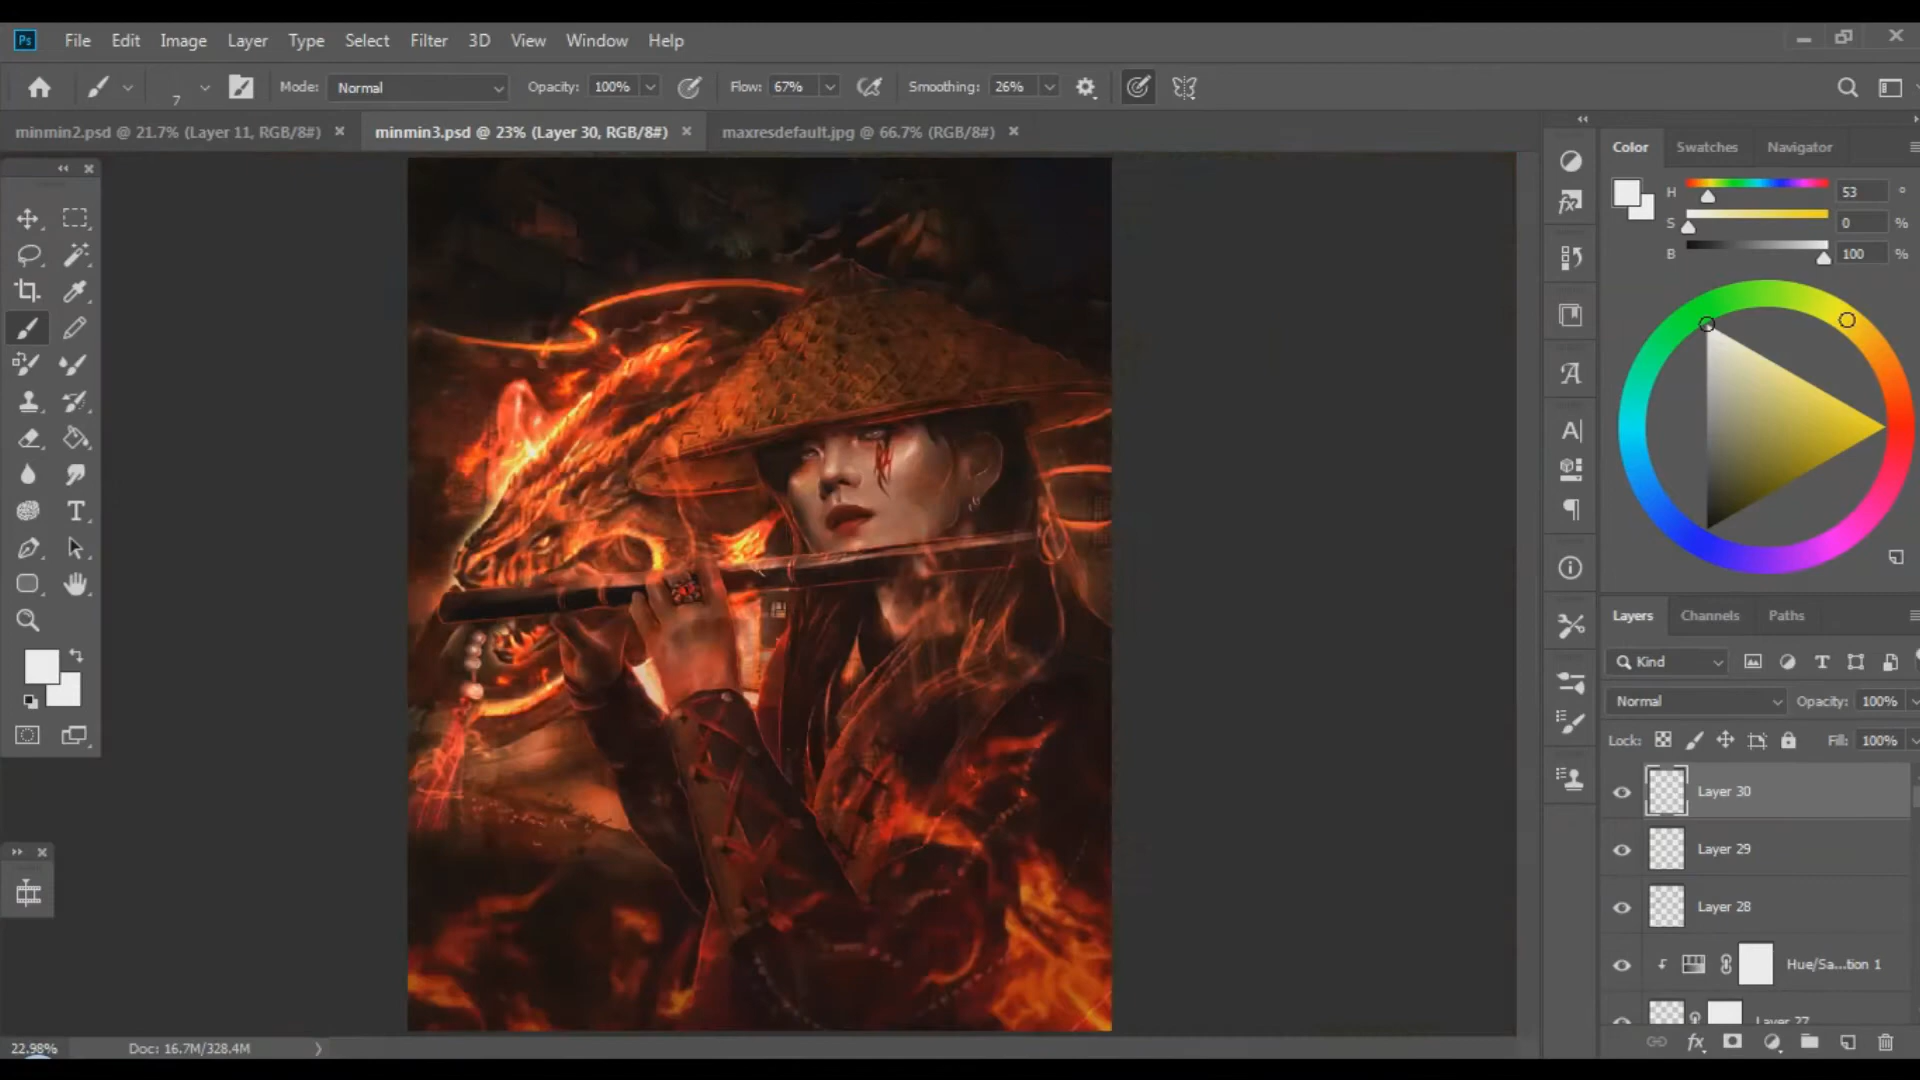 Ps File Edit Image Layer Type Select Filter 3D View Window Help
7 Mode: Normal Opacity: 100% Flow: 67% Smoothing: 26%
minmin2.psd @ 21.7% (Layer 11, RGB/8#) × minmin3.psd @ 23% (Layer 30, RGB/8#) × maxresdefault.jpg @ 66.7% (RGB/8#) ×
Color Swatches Navigator
H 53 °
S 0 %
B 100 %
Layers Channels Paths
Kind
Normal Opacity: 100%
Lock: Fill: 100%
Layer 30
Layer 29
Layer 28
Hue/Sa...tion 1
Layer 27
22.98% Doc: 16.7M/328.4M